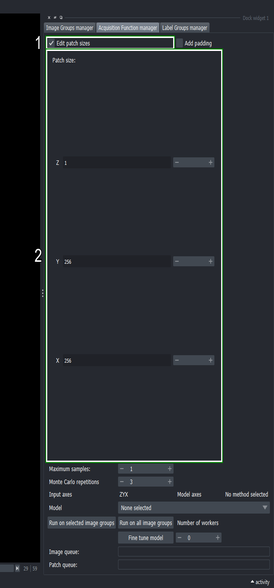 Dock widget 1
Image Groups manager Acquisition Function manager Label Groups manager
1 Edit patch sizes Add padding
Patch size:
Z 1 − +
2
Y 256 − +
X 256 − +
Maximum samples: − 1 +
Monte Carlo repetitions − 3 +
Input axes ZYX Model axes No method selected
Model None selected
Run on selected image groups Run on all image groups Number of workers
Fine tune model − 0 +
Image queue:
Patch queue:
activity